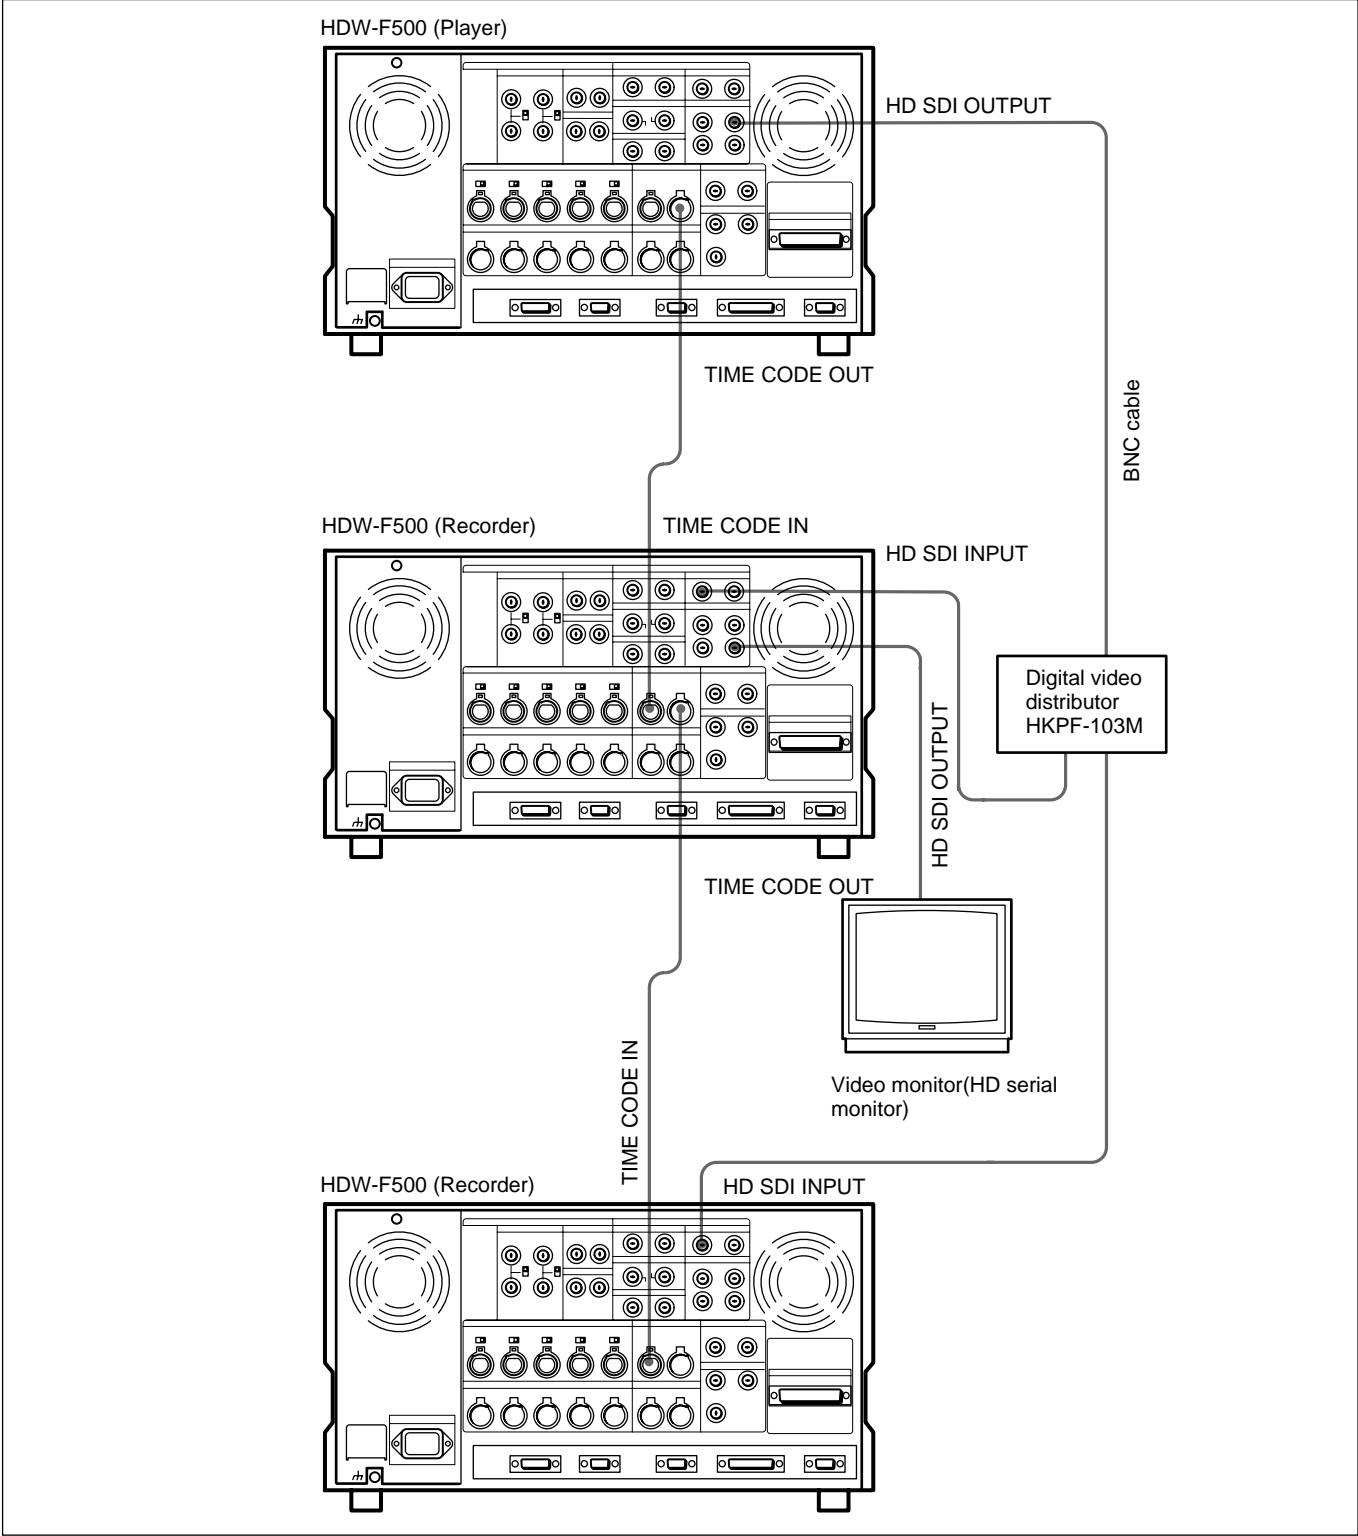 HDW-F500 (Player)
HD SDI OUTPUT
TIME CODE OUT
BNC cable
HDW-F500 (Recorder)
TIME CODE IN
HD SDI INPUT
Digital video
distributor
HKPF-103M
HD SDI OUTPUT
TIME CODE OUT
Video monitor(HD serial
monitor)
TIME CODE IN
HDW-F500 (Recorder)
HD SDI INPUT